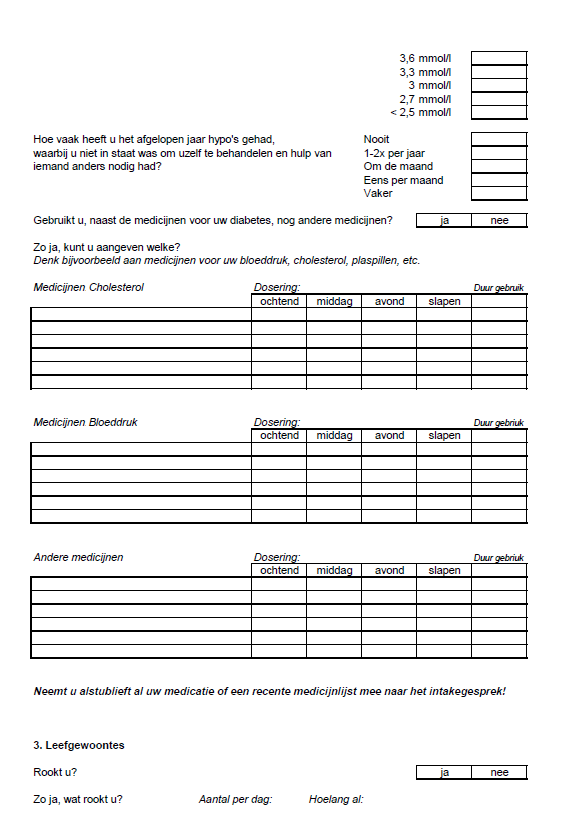 3,6 mmol/l
3,3 mmol/l
3 mmol/l
2,7 mmol/l
< 2,5 mmol/l
Hoe vaak heeft u het afgelopen jaar hypo's gehad, Nooit
waarbij u niet in staat was om uzelf te behandelen en hulp van 1-2x per jaar
iemand anders nodig had? Om de maand
Eens per maand
Vaker
Gebruikt u, naast de medicijnen voor uw diabetes, nog andere medicijnen? ja nee
Zo ja, kunt u aangeven welke?
Denk bijvoorbeeld aan medicijnen voor uw bloeddruk, cholesterol, plaspillen, etc.
Medicijnen Cholesterol Dosering: Duur gebruik
ochtend middag avond slapen
Medicijnen Bloeddruk Dosering: Duur gebriuk
ochtend middag avond slapen
Andere medicijnen Dosering: Duur gebriuk
ochtend middag avond slapen
Neemt u alstublieft al uw medicatie of een recente medicijnlijst mee naar het intakegesprek!
3. Leefgewoontes
Rookt u? ja nee
Zo ja, wat rookt u? Aantal per dag: Hoelang al: